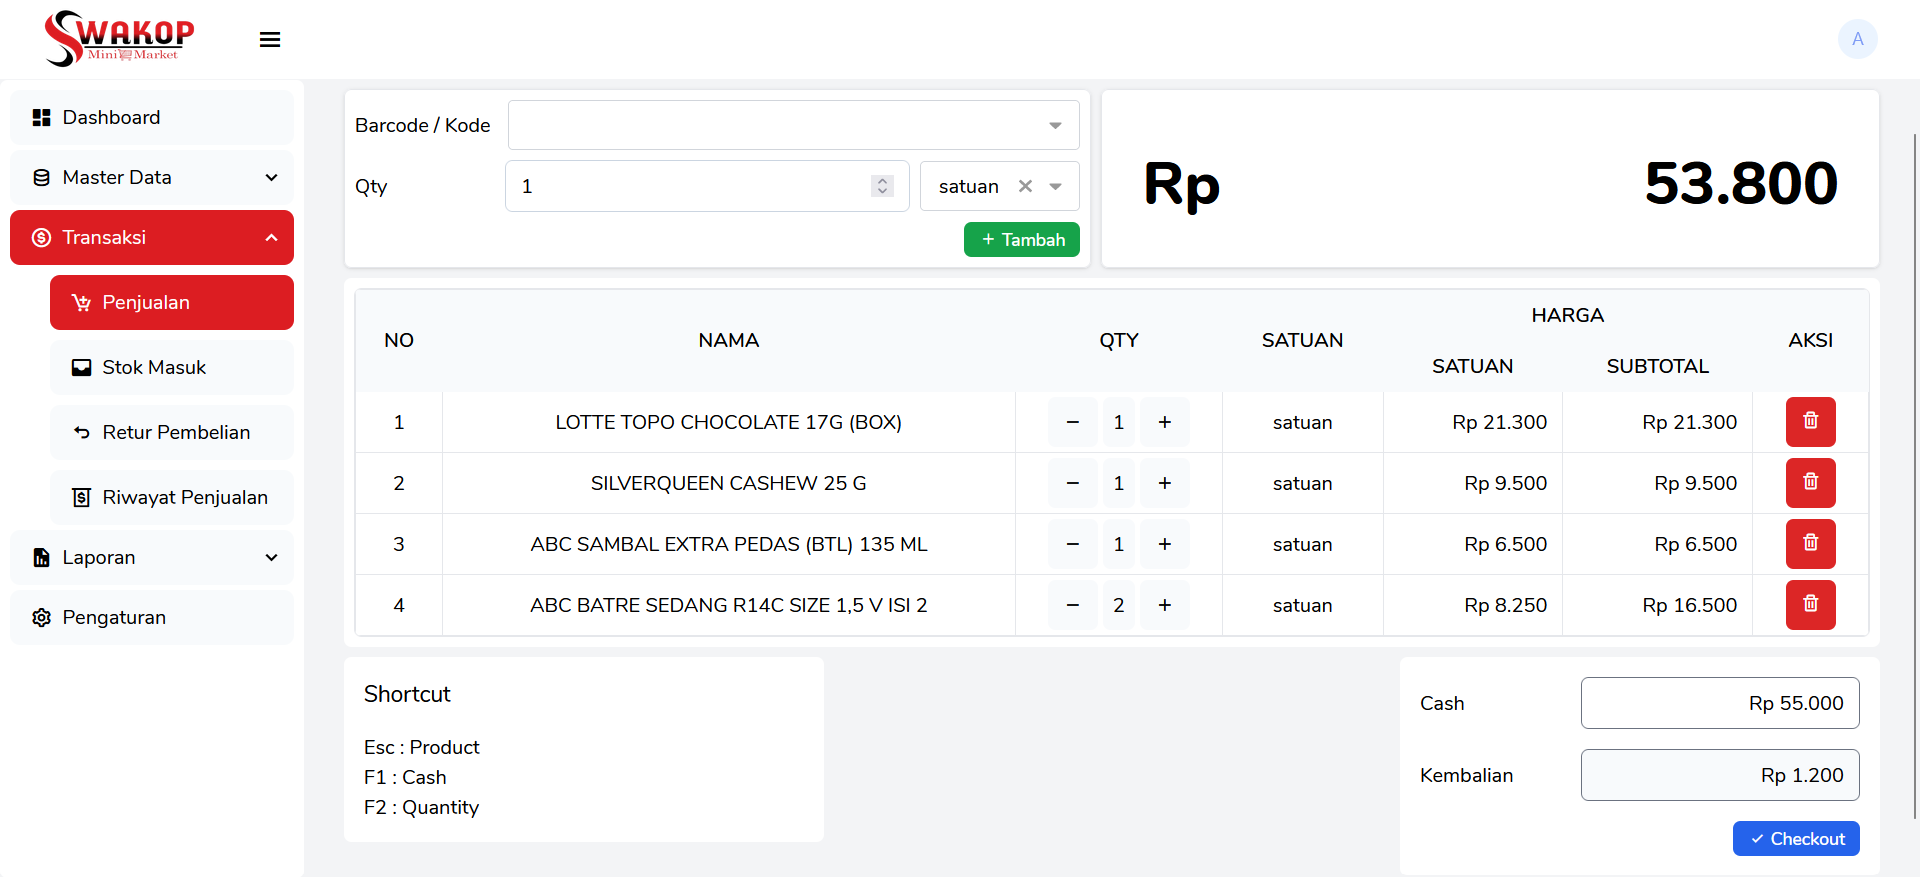 SWAKOP
Mini Market
A
Dashboard
Master Data
Transaksi
Penjualan
Stok Masuk
Retur Pembelian
Riwayat Penjualan
Laporan
Pengaturan
Barcode / Kode
Qty 1 satuan
+ Tambah
Rp 53.800
NO NAMA QTY SATUAN HARGA AKSI
SATUAN SUBTOTAL
1 LOTTE TOPO CHOCOLATE 17G (BOX) − 1 + satuan Rp 21.300 Rp 21.300
2 SILVERQUEEN CASHEW 25 G − 1 + satuan Rp 9.500 Rp 9.500
3 ABC SAMBAL EXTRA PEDAS (BTL) 135 ML − 1 + satuan Rp 6.500 Rp 6.500
4 ABC BATRE SEDANG R14C SIZE 1,5 V ISI 2 − 2 + satuan Rp 8.250 Rp 16.500
Shortcut
Esc : Product
F1 : Cash
F2 : Quantity
Cash Rp 55.000
Kembalian Rp 1.200
Checkout